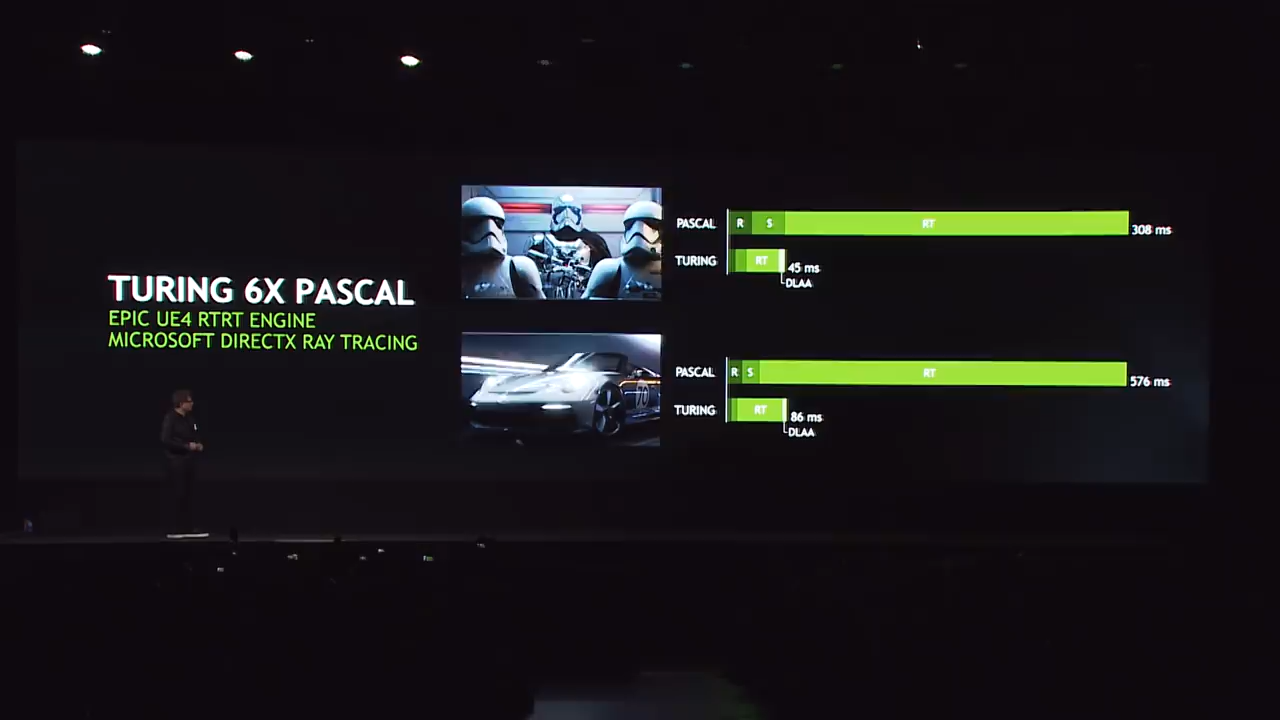 TURING 6X PASCAL
EPIC UE4 RTRT ENGINE
MICROSOFT DIRECTX RAY TRACING
PASCAL R S RT 308 ms
TURING RT 45 ms
DLAA
PASCAL R S RT 576 ms
TURING RT 86 ms
DLAA